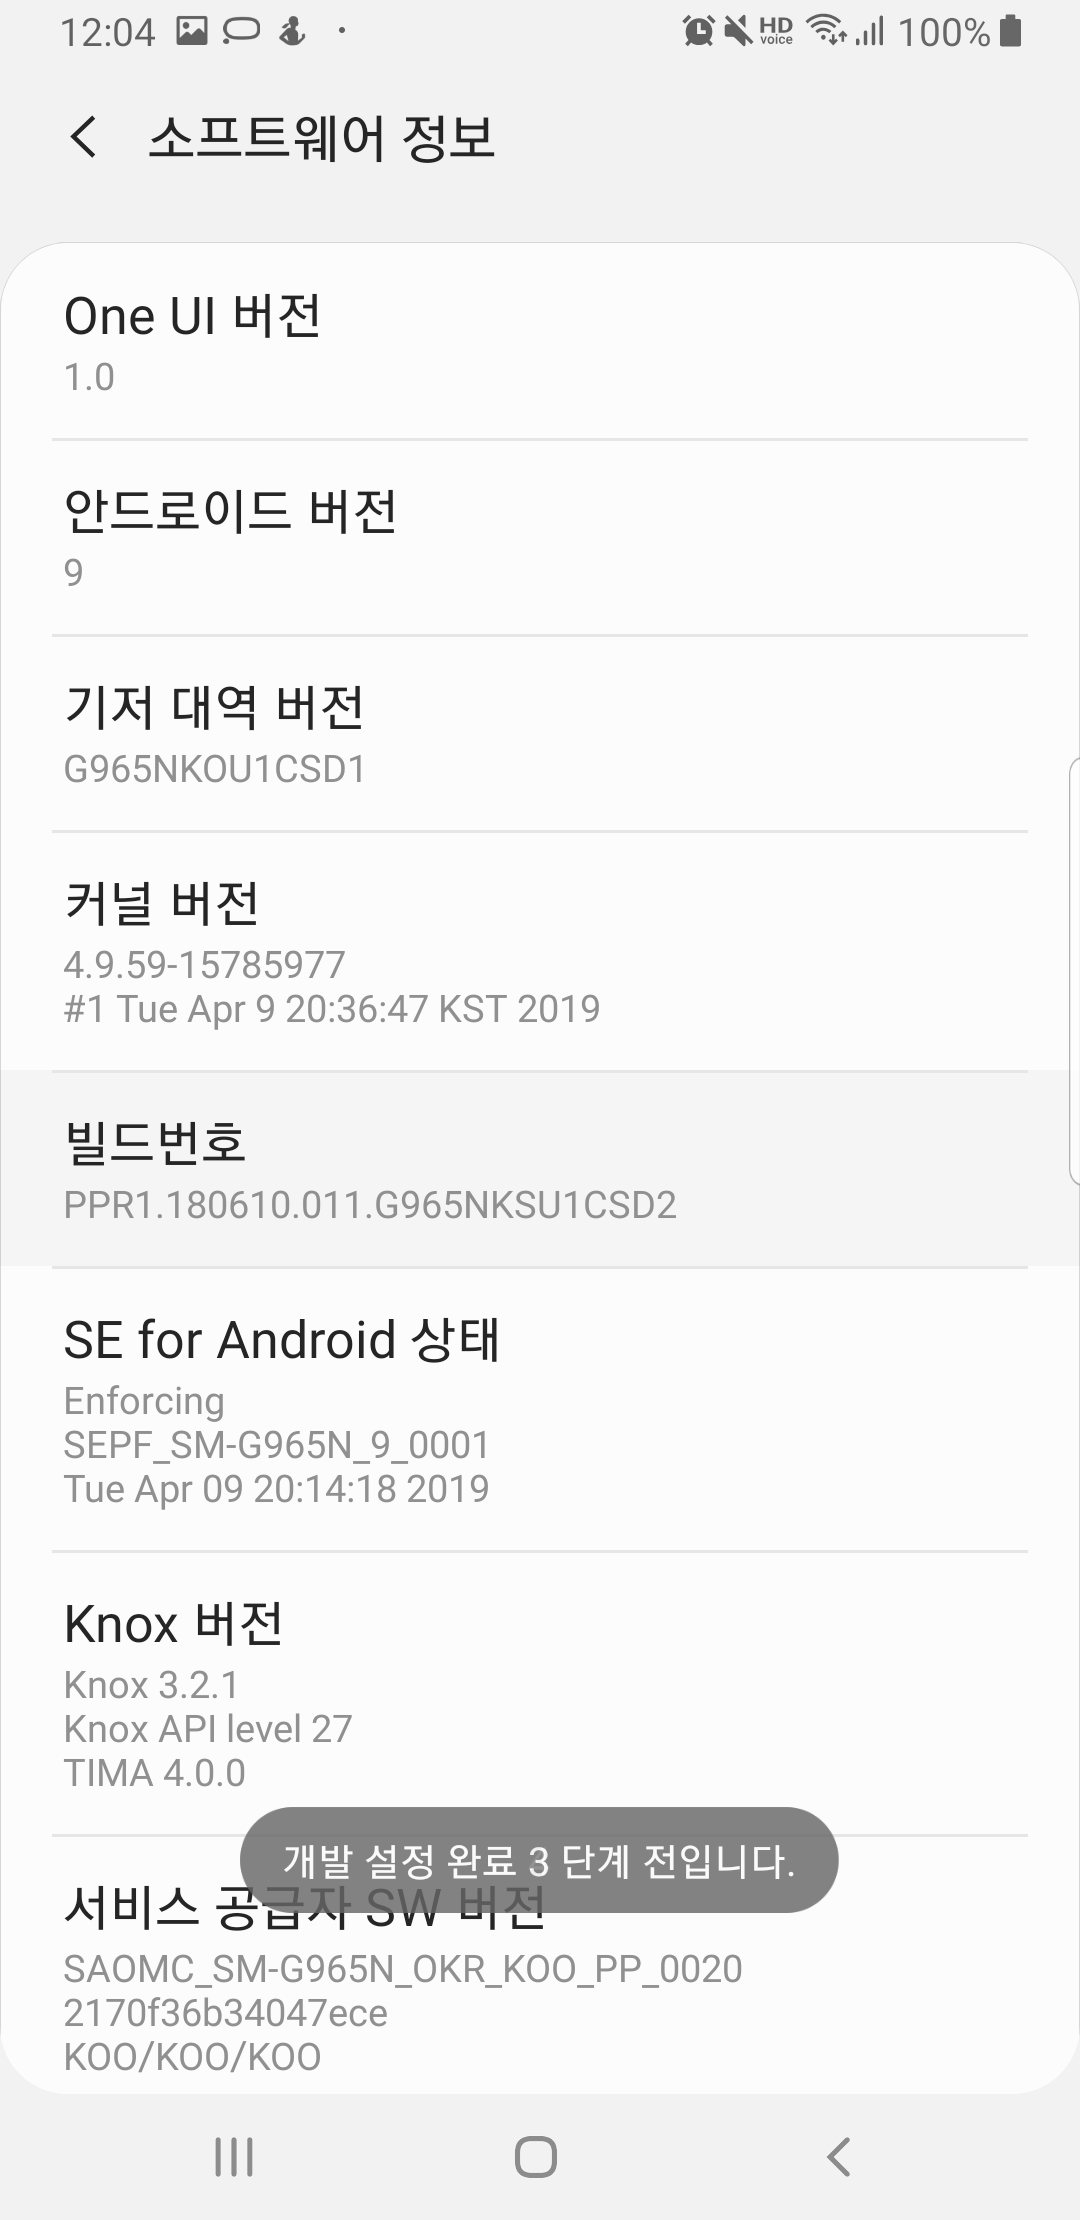 12:04 HD voice 100%
소프트웨어 정보
One UI 버전
1.0
안드로이드 버전
9
기저 대역 버전
G965NKOU1CSD1
커널 버전
4.9.59-15785977
#1 Tue Apr 9 20:36:47 KST 2019
빌드번호
PPR1.180610.011.G965NKSU1CSD2
SE for Android 상태
Enforcing
SEPF_SM-G965N_9_0001
Tue Apr 09 20:14:18 2019
Knox 버전
Knox 3.2.1
Knox API level 27
TIMA 4.0.0
개발 설정 완료 3 단계 전입니다.
서비스 공급자 SW 버전
SAOMC_SM-G965N_OKR_KOO_PP_0020
2170f36b34047ece
KOO/KOO/KOO